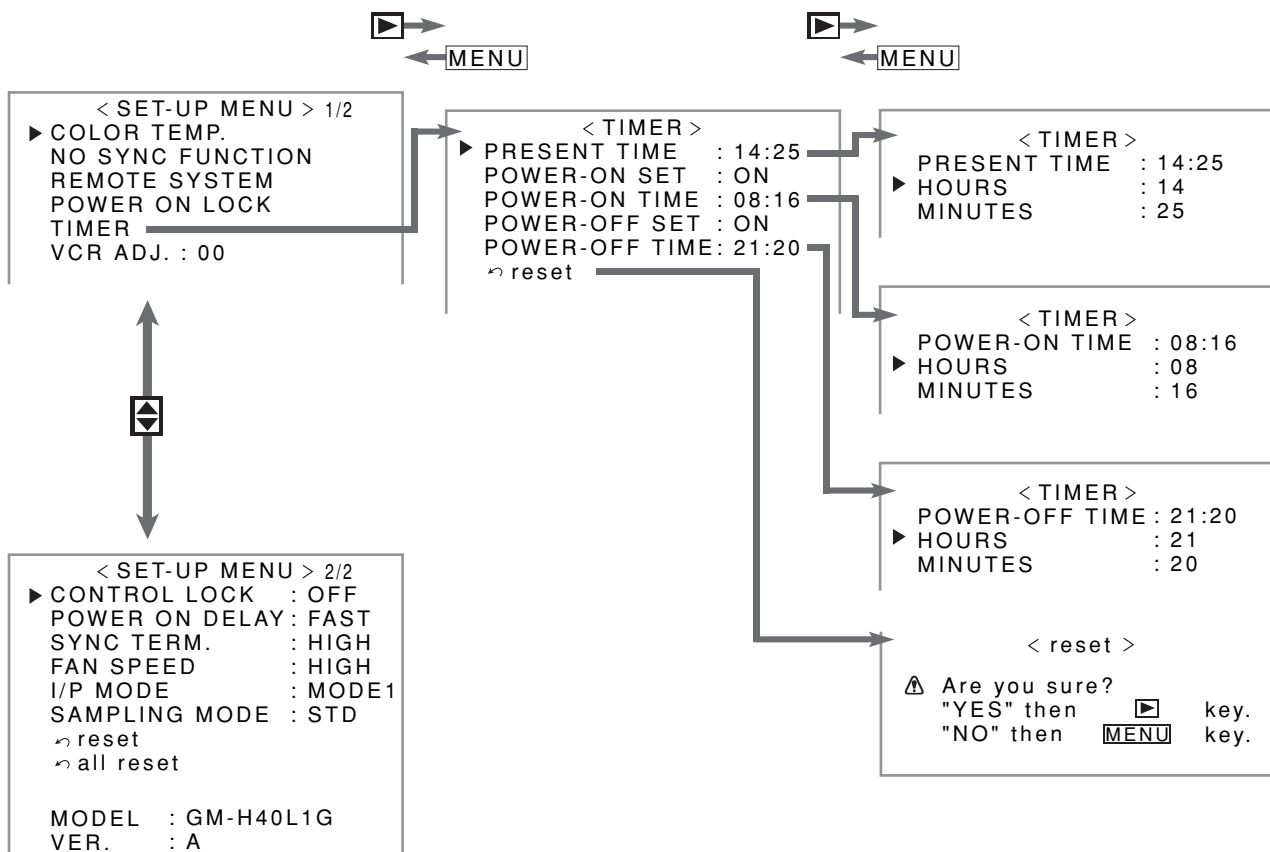 MENU
MENU
< SET-UP MENU > 1/2
COLOR TEMP.
NO SYNC FUNCTION
REMOTE SYSTEM
POWER ON LOCK
TIMER
VCR ADJ. : 00
< SET-UP MENU > 2/2
CONTROL LOCK : OFF
POWER ON DELAY : FAST
SYNC TERM. : HIGH
FAN SPEED : HIGH
I/P MODE : MODE1
SAMPLING MODE : STD
reset
all reset
MODEL : GM-H40L1G
VER. : A
< TIMER >
PRESENT TIME : 14:25
POWER-ON SET : ON
POWER-ON TIME : 08:16
POWER-OFF SET : ON
POWER-OFF TIME : 21:20
reset
< TIMER >
PRESENT TIME : 14:25
HOURS : 14
MINUTES : 25
< TIMER >
POWER-ON TIME : 08:16
HOURS : 08
MINUTES : 16
< TIMER >
POWER-OFF TIME : 21:20
HOURS : 21
MINUTES : 20
< reset >
Are you sure?
"YES" then key.
"NO" then MENU key.